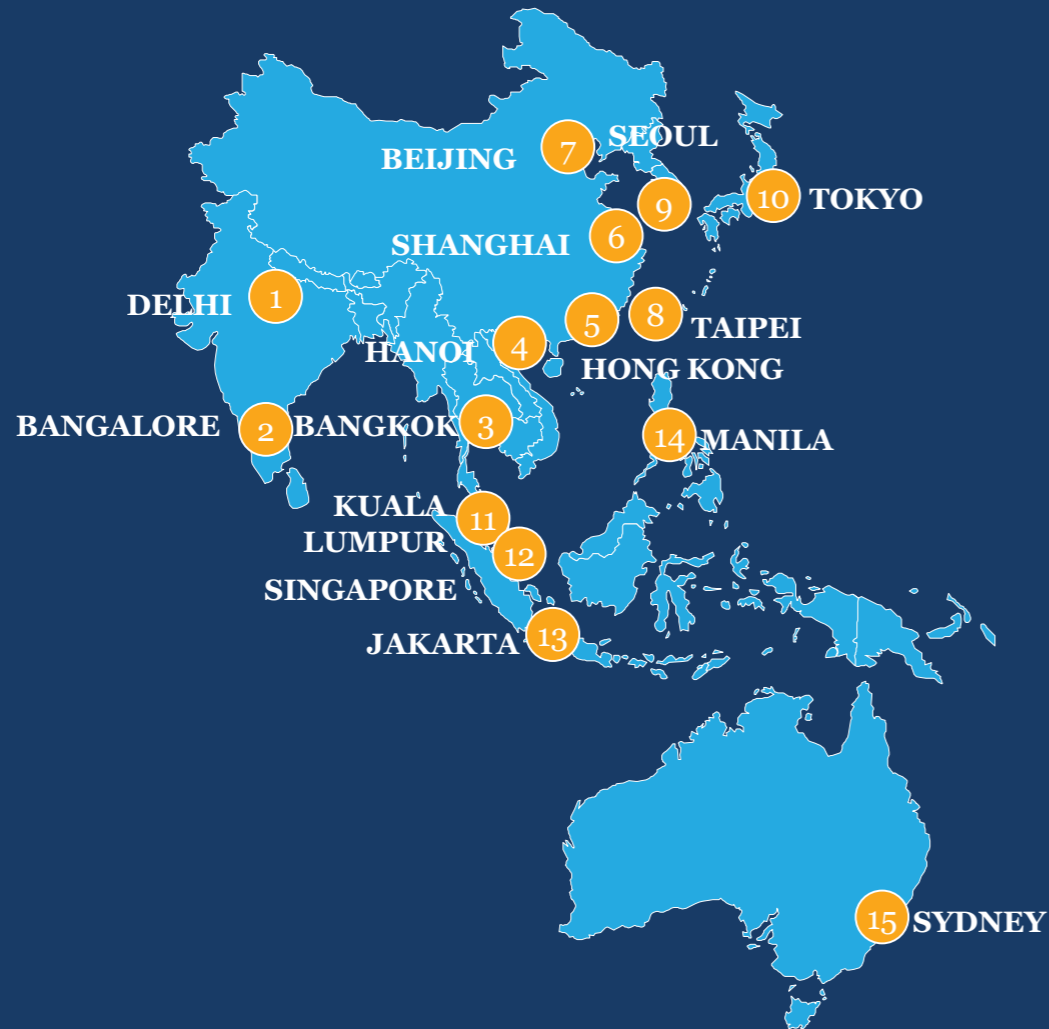 SEOUL
BEIJING 7
9
10 TOKYO
SHANGHAI 6
DELHI 1
5
8 TAIPEI
HANOI 4
HONG KONG
BANGALORE 2
BANGKOK 3
14 MANILA
KUALA
LUMPUR
11
12
SINGAPORE
JAKARTA 13
15 SYDNEY